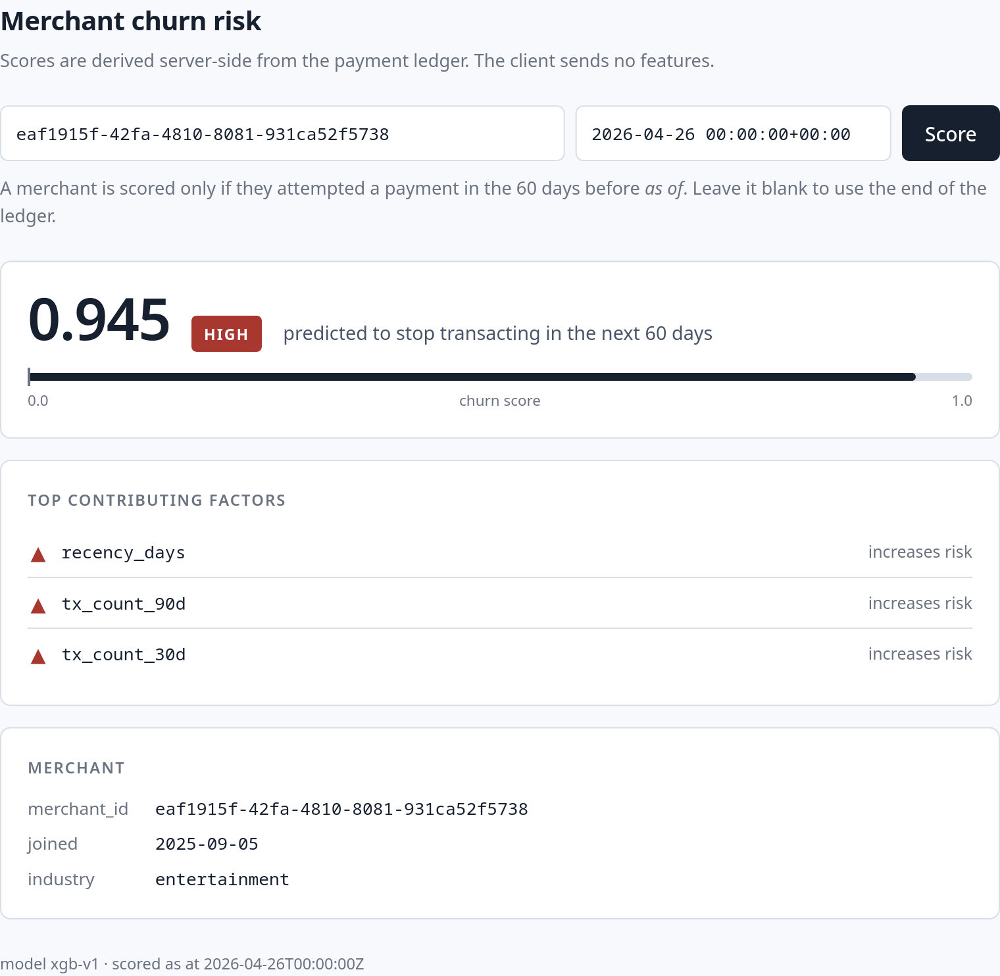 Merchant churn risk
Scores are derived server-side from the payment ledger. The client sends no features.
eaf1915f-42fa-4810-8081-931ca52f5738
2026-04-26 00:00:00+00:00
Score
A merchant is scored only if they attempted a payment in the 60 days before as of. Leave it blank to use the end of the
ledger.
0.945
HIGH
predicted to stop transacting in the next 60 days
0.0
churn score
1.0
TOP CONTRIBUTING FACTORS
▲ recency_days increases risk
▲ tx_count_90d increases risk
▲ tx_count_30d increases risk
MERCHANT
merchant_id eaf1915f-42fa-4810-8081-931ca52f5738
joined 2025-09-05
industry entertainment
model xgb-v1 · scored as at 2026-04-26T00:00:00Z